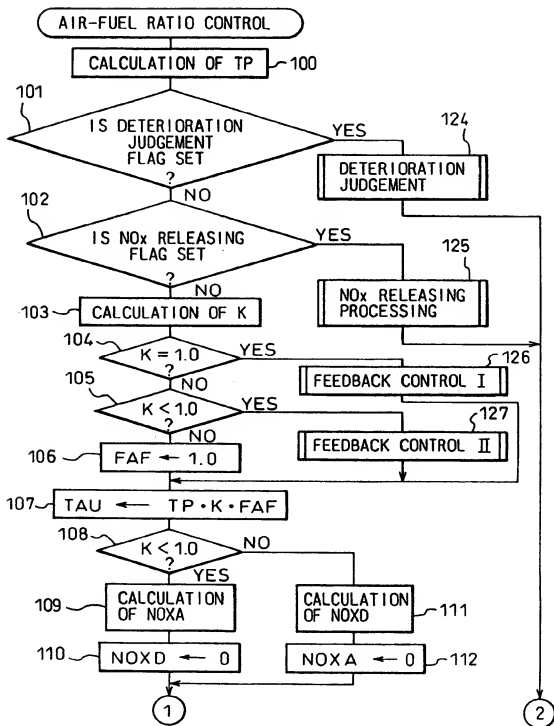 AIR-FUEL RATIO CONTROL
CALCULATION OF TP
100
101
IS DETERIORATION
JUDGEMENT
FLAG SET
?
YES
NO
124
DETERIORATION
JUDGEMENT
102
IS NOx RELEASING
FLAG SET
?
YES
NO
125
NOx RELEASING
PROCESSING
103
CALCULATION OF K
104
K = 1.0
?
YES
NO
126
FEEDBACK CONTROL I
105
K < 1.0
?
YES
NO
127
FEEDBACK CONTROL II
106
FAF ← 1.0
107
TAU ← TP・K・FAF
108
K < 1.0
?
NO
YES
109
CALCULATION
OF NOXA
CALCULATION
OF NOXD
111
110
NOXD ← 0
NOXA ← 0
112
1
2